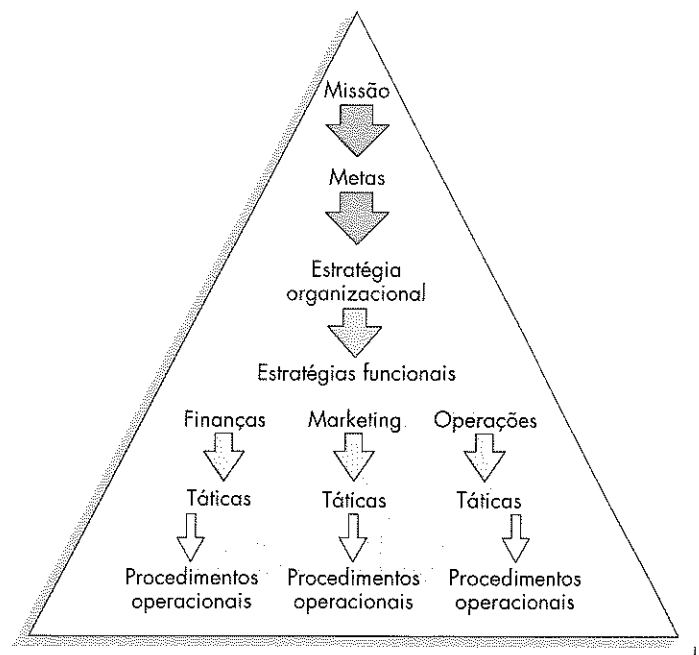 Missão
Metas
Estratégia
organizacional
Estratégias funcionais
Finanças Marketing Operações
Táticas Táticas Táticas
Procedimentos Procedimentos Procedimentos
operacionais operacionais operacionais